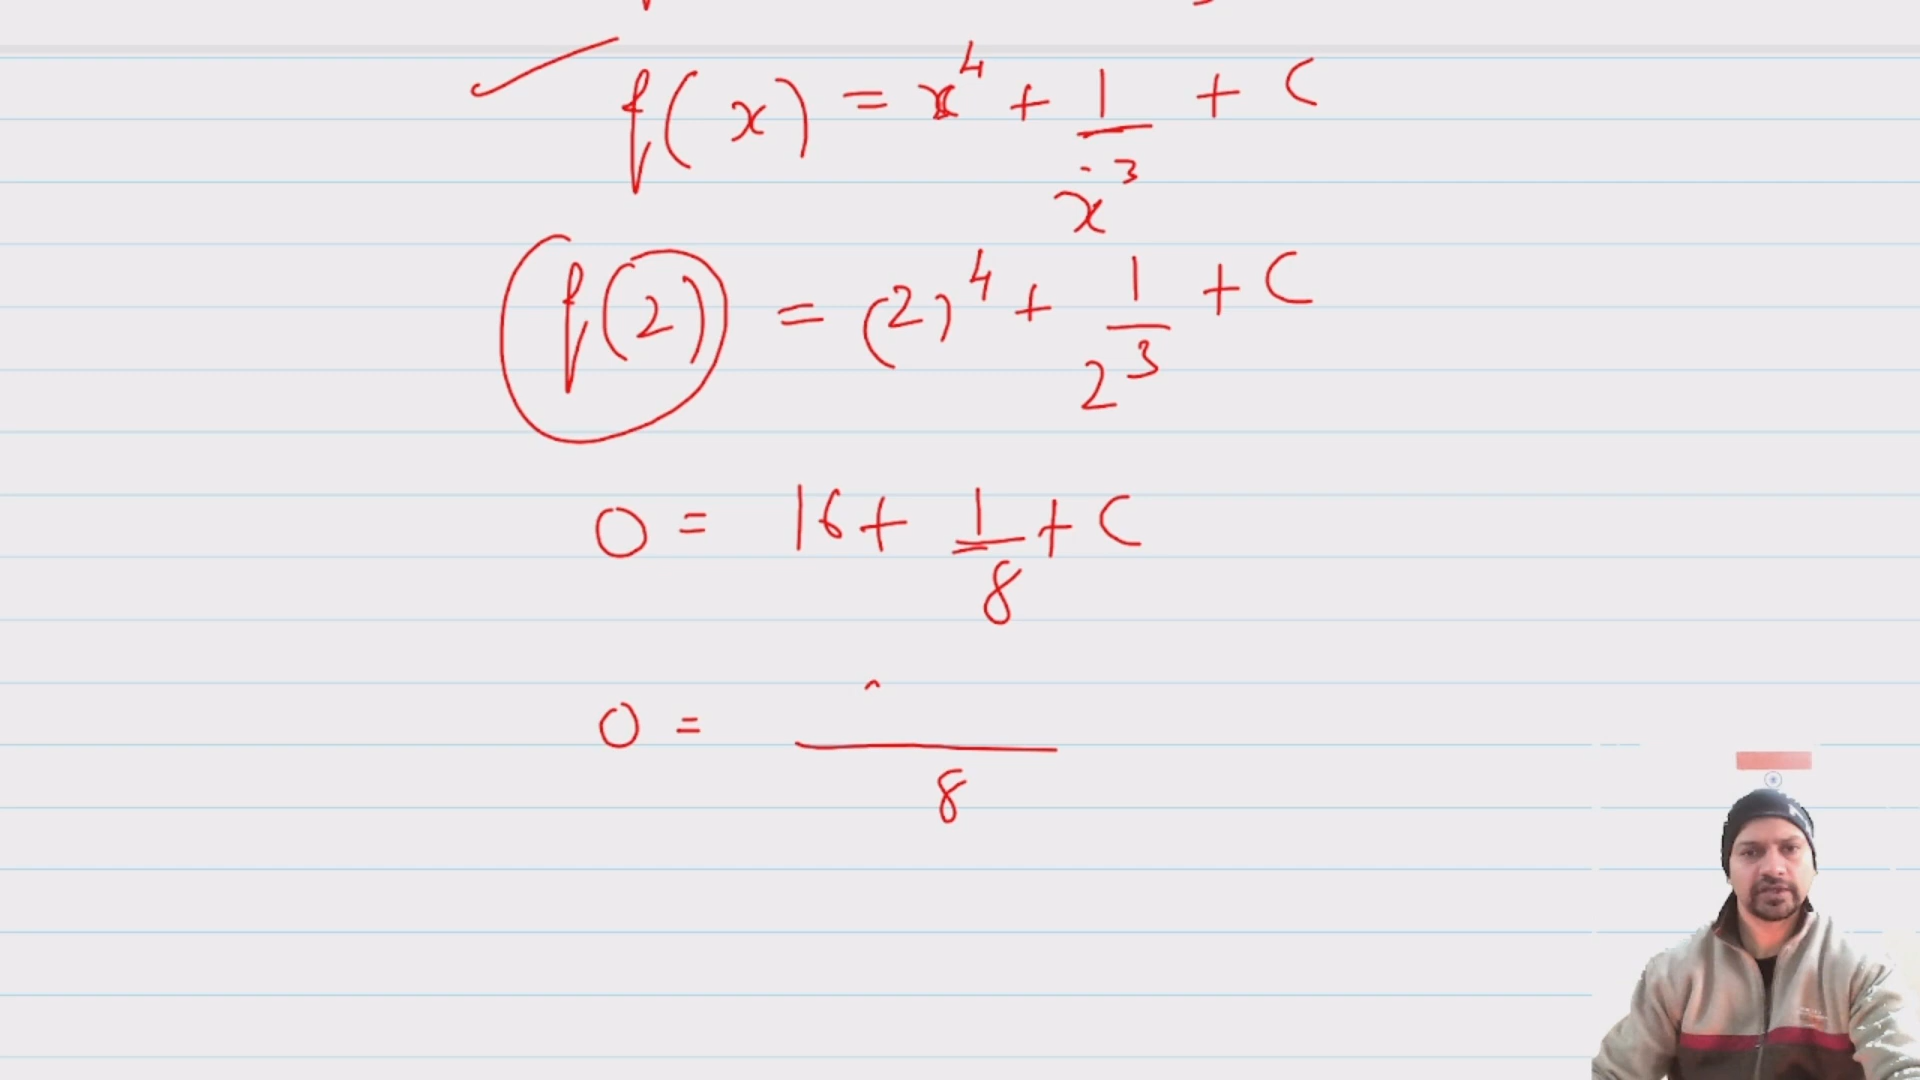 f(x) = x⁴ + 1/x³ + C
f(2) = (2)⁴ + 1/2³ + C
0 = 16 + 1/8 + C
0 = /8